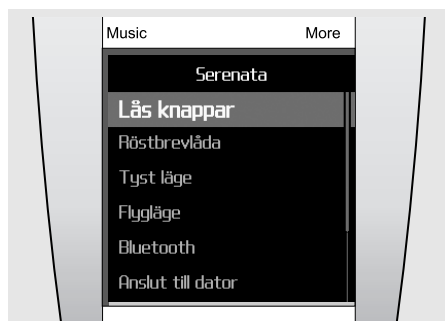 Music More
Serenata
Lås knappar
Röstbrevlåda
Tyst läge
Flygläge
Bluetooth
Anslut till dator